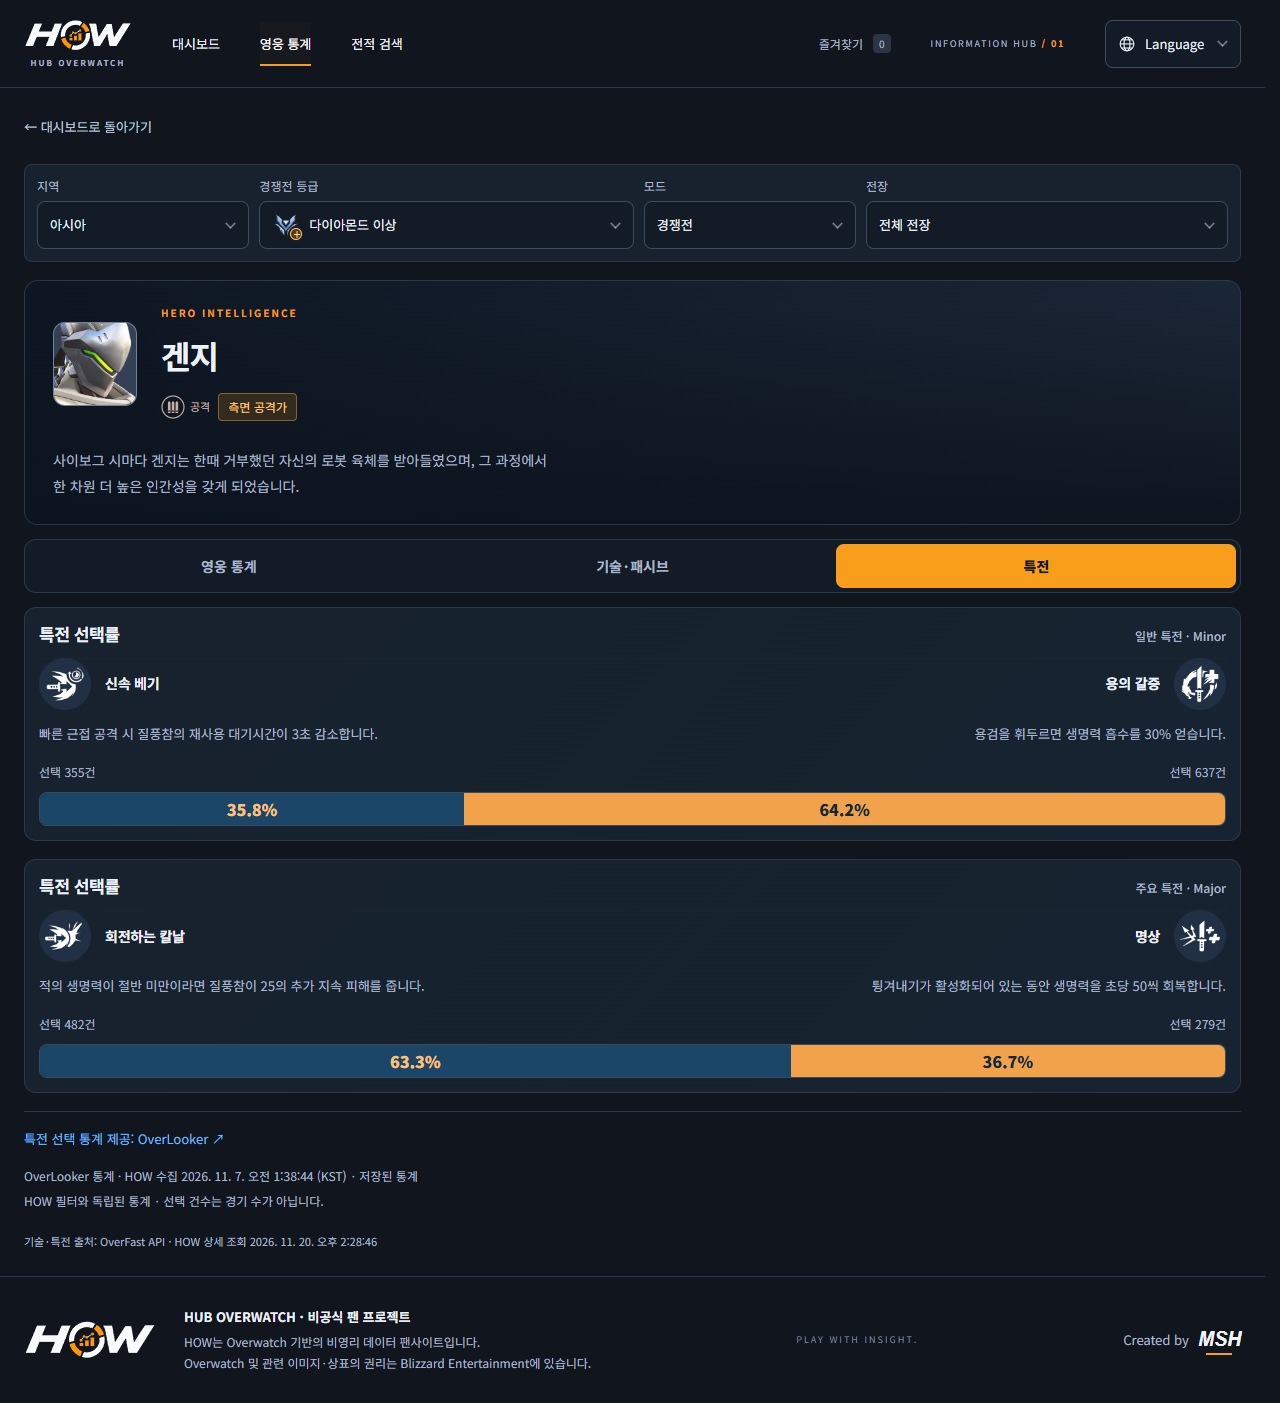 HOW
HUB OVERWATCH
대시보드
영웅 통계
전적 검색
즐겨찾기 0
INFORMATION HUB / 01
Language
← 대시보드로 돌아가기
지역
경쟁전 등급
모드
전장
아시아
다이아몬드 이상
경쟁전
전체 전장
HERO INTELLIGENCE
겐지
공격
측면 공격가
사이보그 시마다 겐지는 한때 거부했던 자신의 로봇 육체를 받아들였으며, 그 과정에서
한 차원 더 높은 인간성을 갖게 되었습니다.
영웅 통계
기술·패시브
특전
특전 선택률
일반 특전 · Minor
신속 베기
용의 갈증
빠른 근접 공격 시 질풍참의 재사용 대기시간이 3초 감소합니다.
용검을 휘두르면 생명력 흡수를 30% 얻습니다.
선택 355건
선택 637건
35.8%
64.2%
특전 선택률
주요 특전 · Major
회전하는 칼날
명상
적의 생명력이 절반 미만이라면 질풍참이 25의 추가 지속 피해를 줍니다.
튕겨내기가 활성화되어 있는 동안 생명력을 초당 50씩 회복합니다.
선택 482건
선택 279건
63.3%
36.7%
특전 선택 통계 제공: OverLooker ↗
OverLooker 통계 · HOW 수집 2026. 11. 7. 오전 1:38:44 (KST) · 저장된 통계
HOW 필터와 독립된 통계 · 선택 건수는 경기 수가 아닙니다.
기술·특전 출처: OverFast API · HOW 상세 조회 2026. 11. 20. 오후 2:28:46
HOW
HUB OVERWATCH · 비공식 팬 프로젝트
HOW는 Overwatch 기반의 비영리 데이터 팬사이트입니다.
Overwatch 및 관련 이미지·상표의 권리는 Blizzard Entertainment에 있습니다.
PLAY WITH INSIGHT.
Created by MSH